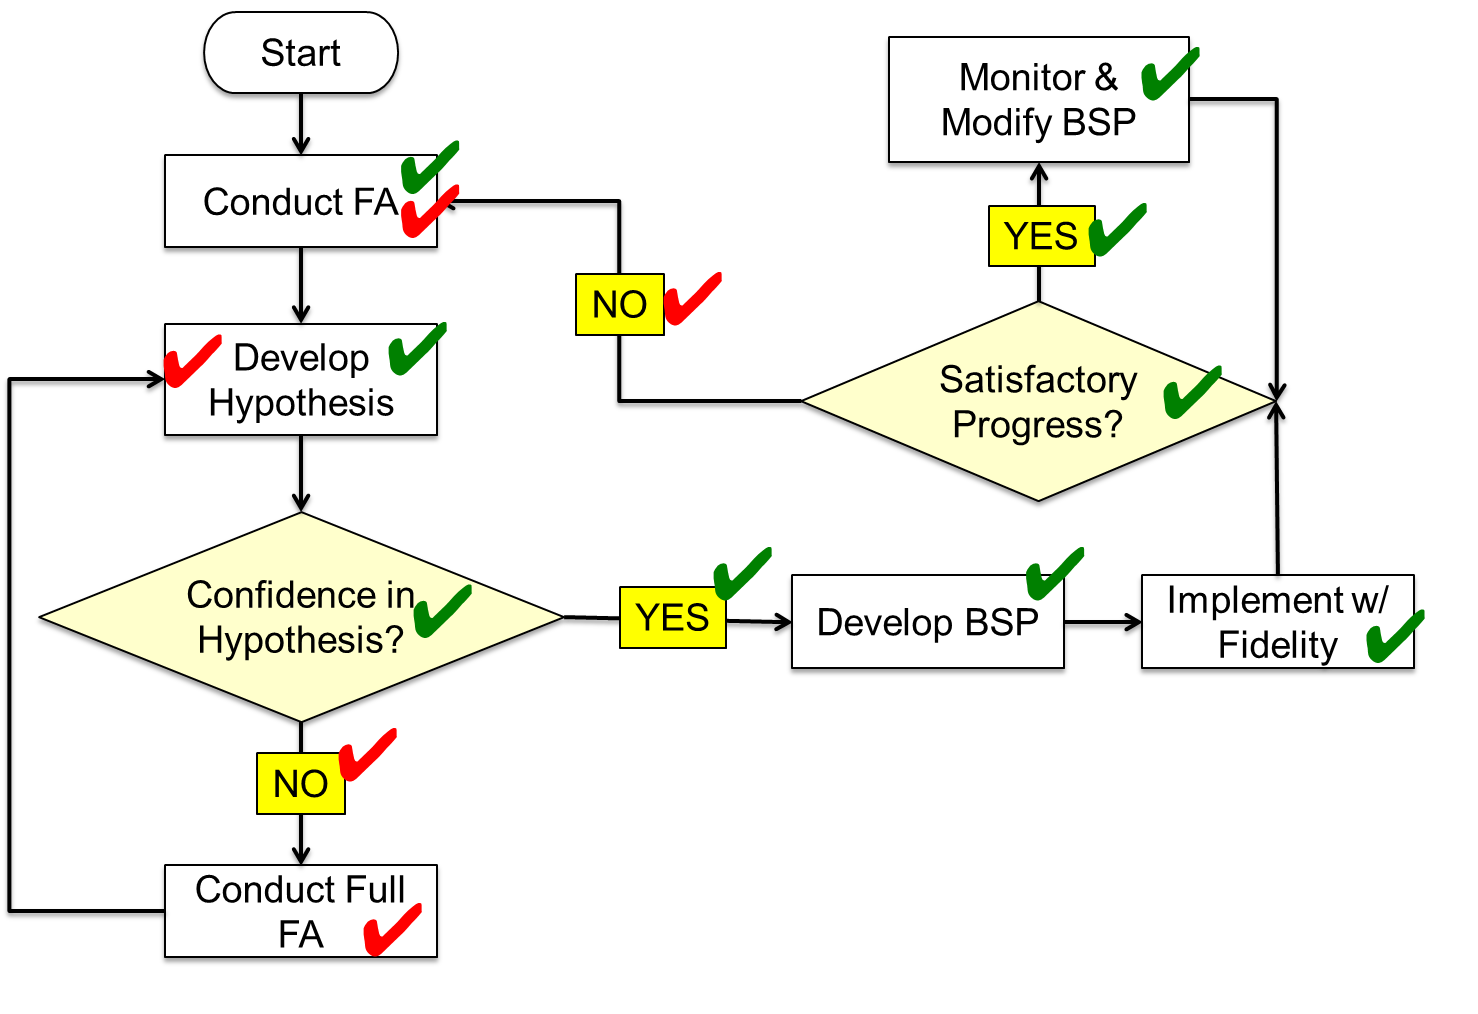 Start
Conduct FA
Develop
Hypothesis
Confidence in
Hypothesis?
NO
Conduct Full
FA
YES
Develop BSP
Implement w/
Fidelity
Satisfactory
Progress?
NO
YES
Monitor &
Modify BSP